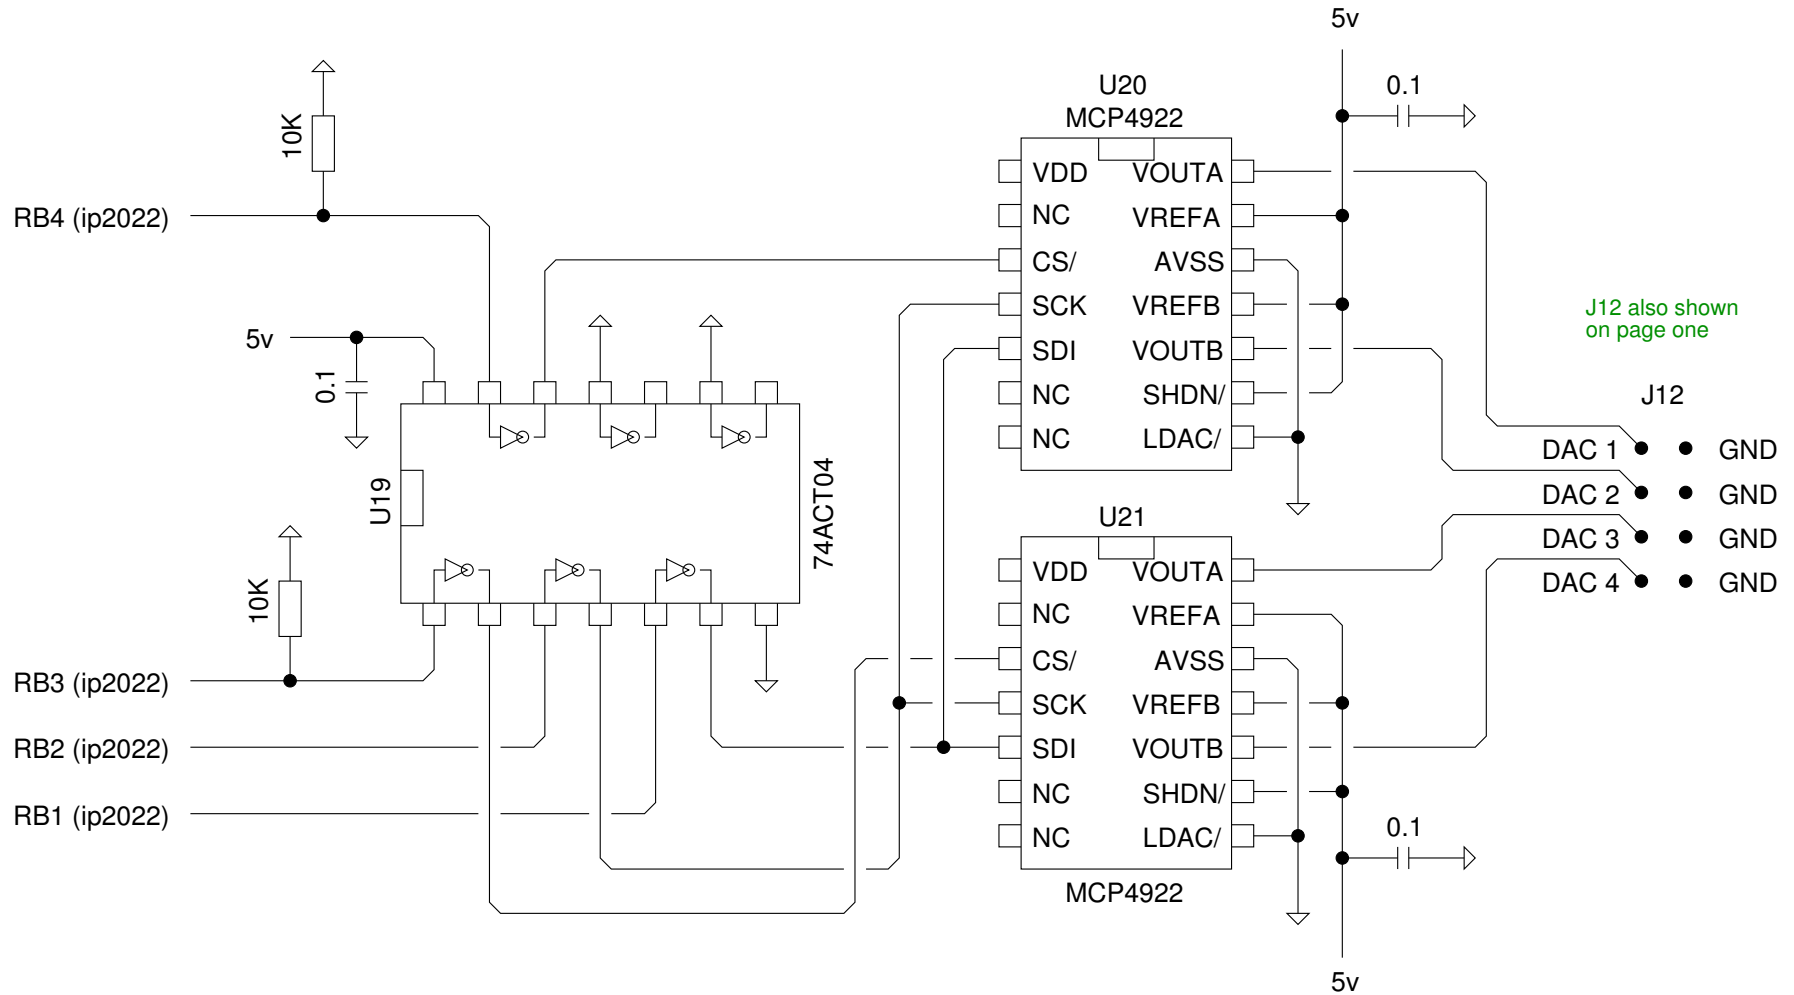 5v
0.1
U20
MCP4922
10K
VDD VOUTA
RB4 (ip2022)
NC VREFA
CS/ AVSS
SCK VREFB
J12 also shown
on page one
5v
SDI VOUTB
0.1
NC SHDN/
J12
NC LDAC/
DAC 1 GND
U19
74ACT04
DAC 2 GND
U21
DAC 3 GND
VDD VOUTA
DAC 4 GND
10K
NC VREFA
CS/ AVSS
RB3 (ip2022)
SCK VREFB
RB2 (ip2022)
SDI VOUTB
NC SHDN/
RB1 (ip2022)
0.1
NC LDAC/
MCP4922
5v